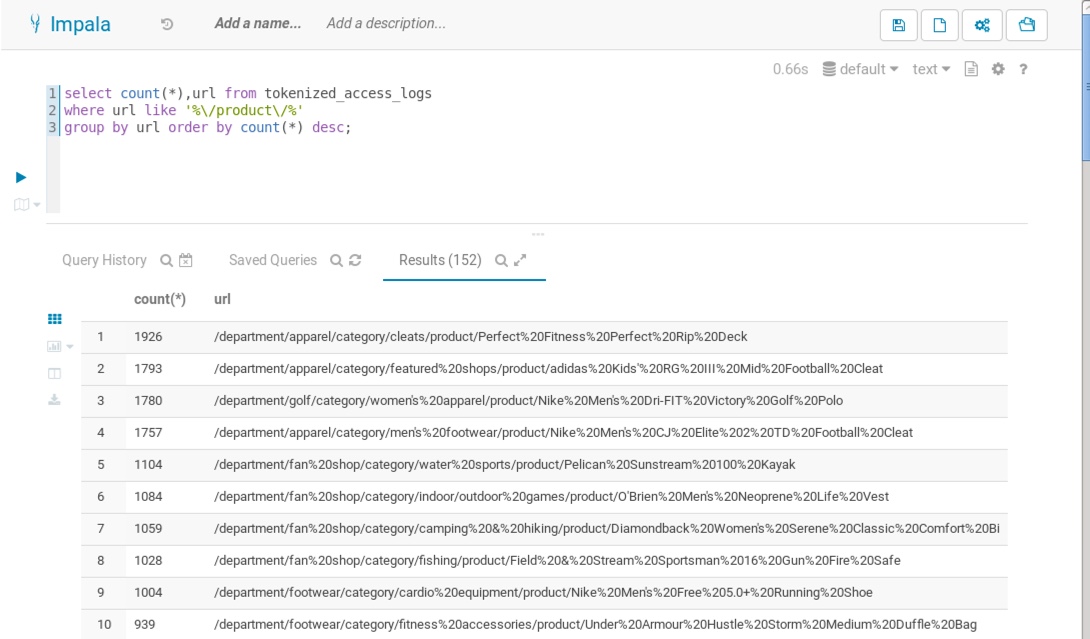 Impala Add a name... Add a description...
0.66s default text ?
1 select count(*),url from tokenized_access_logs
2 where url like '%\/product\/%'
3 group by url order by count(*) desc;
Query History Saved Queries Results (152)
count(*) url
1 1926 /department/apparel/category/cleats/product/Perfect%20Fitness%20Perfect%20Rip%20Deck
2 1793 /department/apparel/category/featured%20shops/product/adidas%20Kids'%20RG%20III%20Mid%20Football%20Cleat
3 1780 /department/golf/category/women's%20apparel/product/Nike%20Men's%20Dri-FIT%20Victory%20Golf%20Polo
4 1757 /department/apparel/category/men's%20footwear/product/Nike%20Men's%20CJ%20Elite%202%20TD%20Football%20Cleat
5 1104 /department/fan%20shop/category/water%20sports/product/Pelican%20Sunstream%20100%20Kayak
6 1084 /department/fan%20shop/category/indoor/outdoor%20games/product/O'Brien%20Men's%20Neoprene%20Life%20Vest
7 1059 /department/fan%20shop/category/camping%20&%20hiking/product/Diamondback%20Women's%20Serene%20Classic%20Comfort%20Bi
8 1028 /department/fan%20shop/category/fishing/product/Field%20&%20Stream%20Sportsman%2016%20Gun%20Fire%20Safe
9 1004 /department/footwear/category/cardio%20equipment/product/Nike%20Men's%20Free%205.0+%20Running%20Shoe
10 939 /department/footwear/category/fitness%20accessories/product/Under%20Armour%20Hustle%20Storm%20Medium%20Duffle%20Bag